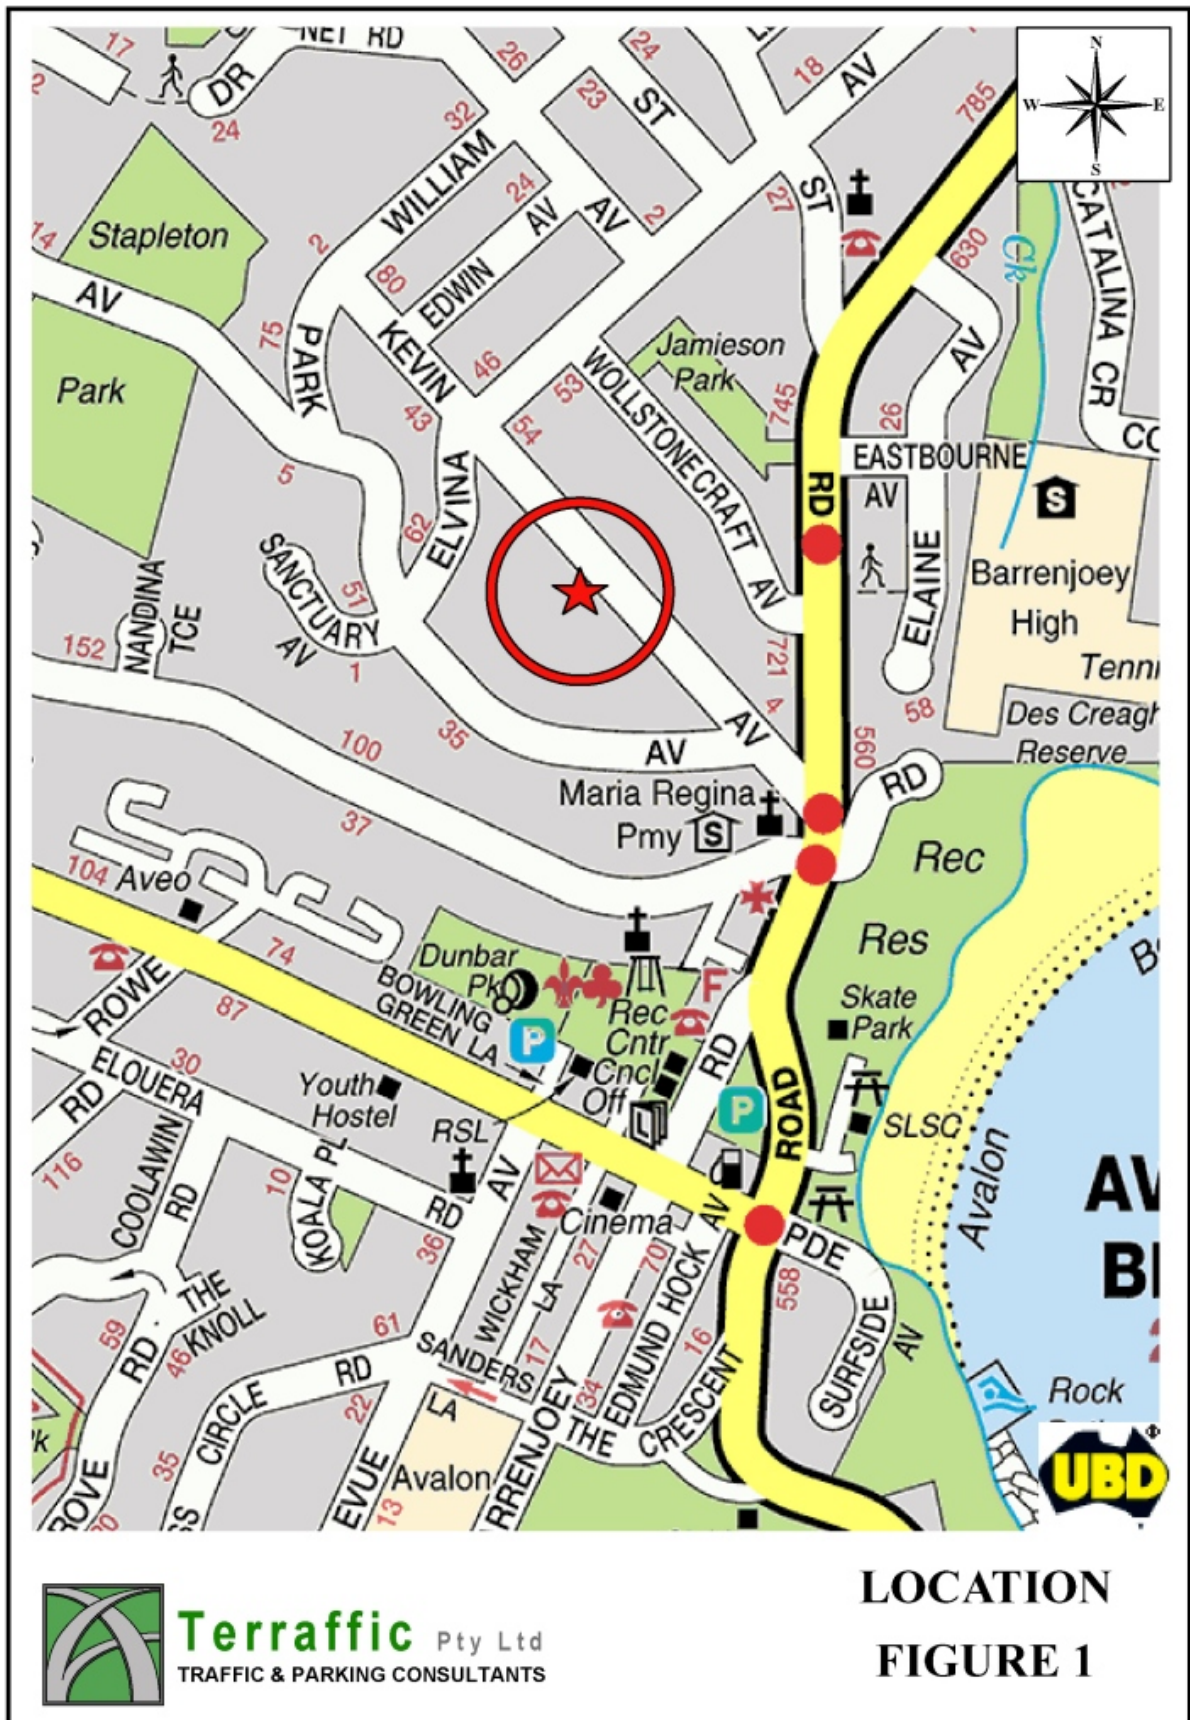 NET RD
17
DR
24
26
24
23
ST
18
AV
785
N
W
E
S
32
WILLIAM
24
AV
AV
2
27
ST
630
Ck
CATALINA CR
14
Stapleton
2
80
EDWIN
AV
75
PARK
KEVIN
46
53
WOLLSTONECRAFT
AV
Jamieson
Park
745
26
AV
Park
43
54
EASTBOURNE
AV
RD
S
5
ELVINA
62
SANCTUARY
AV
51
1
ELAINE
Barrenjoey
High
NANDINA
TCE
152
721
4
58
Des Creagh
Reserve
35
100
AV
AV
560
RD
Maria Regina
Pmy
S
37
Rec
Res
104
Aveo
74
Dunbar
Pk
BOWLING
GREEN LA
P
F
Rec
Cntr
Cncl
Off
RD
Skate
Park
ROWE
87
30
ELOUERA
RD
Youth
Hostel
RSL
L
P
ROAD
SLSC
Avalon
116
COOLAWIN
RD
10
KOALA PL
RD
36
AV
Cinema
AV
PDE
WICKHAM
LA
27
70
EDMUND HOCK
558
SURFSIDE
AV
THE
KNOLL
59
RD
46
61
SANDERS
LA
17
34
16
THE
CRESCENT
CIRCLE
RD
22
35
Avalon
13
Rock
UBD
LOCATION
FIGURE 1
Terraffic Pty Ltd
TRAFFIC & PARKING CONSULTANTS